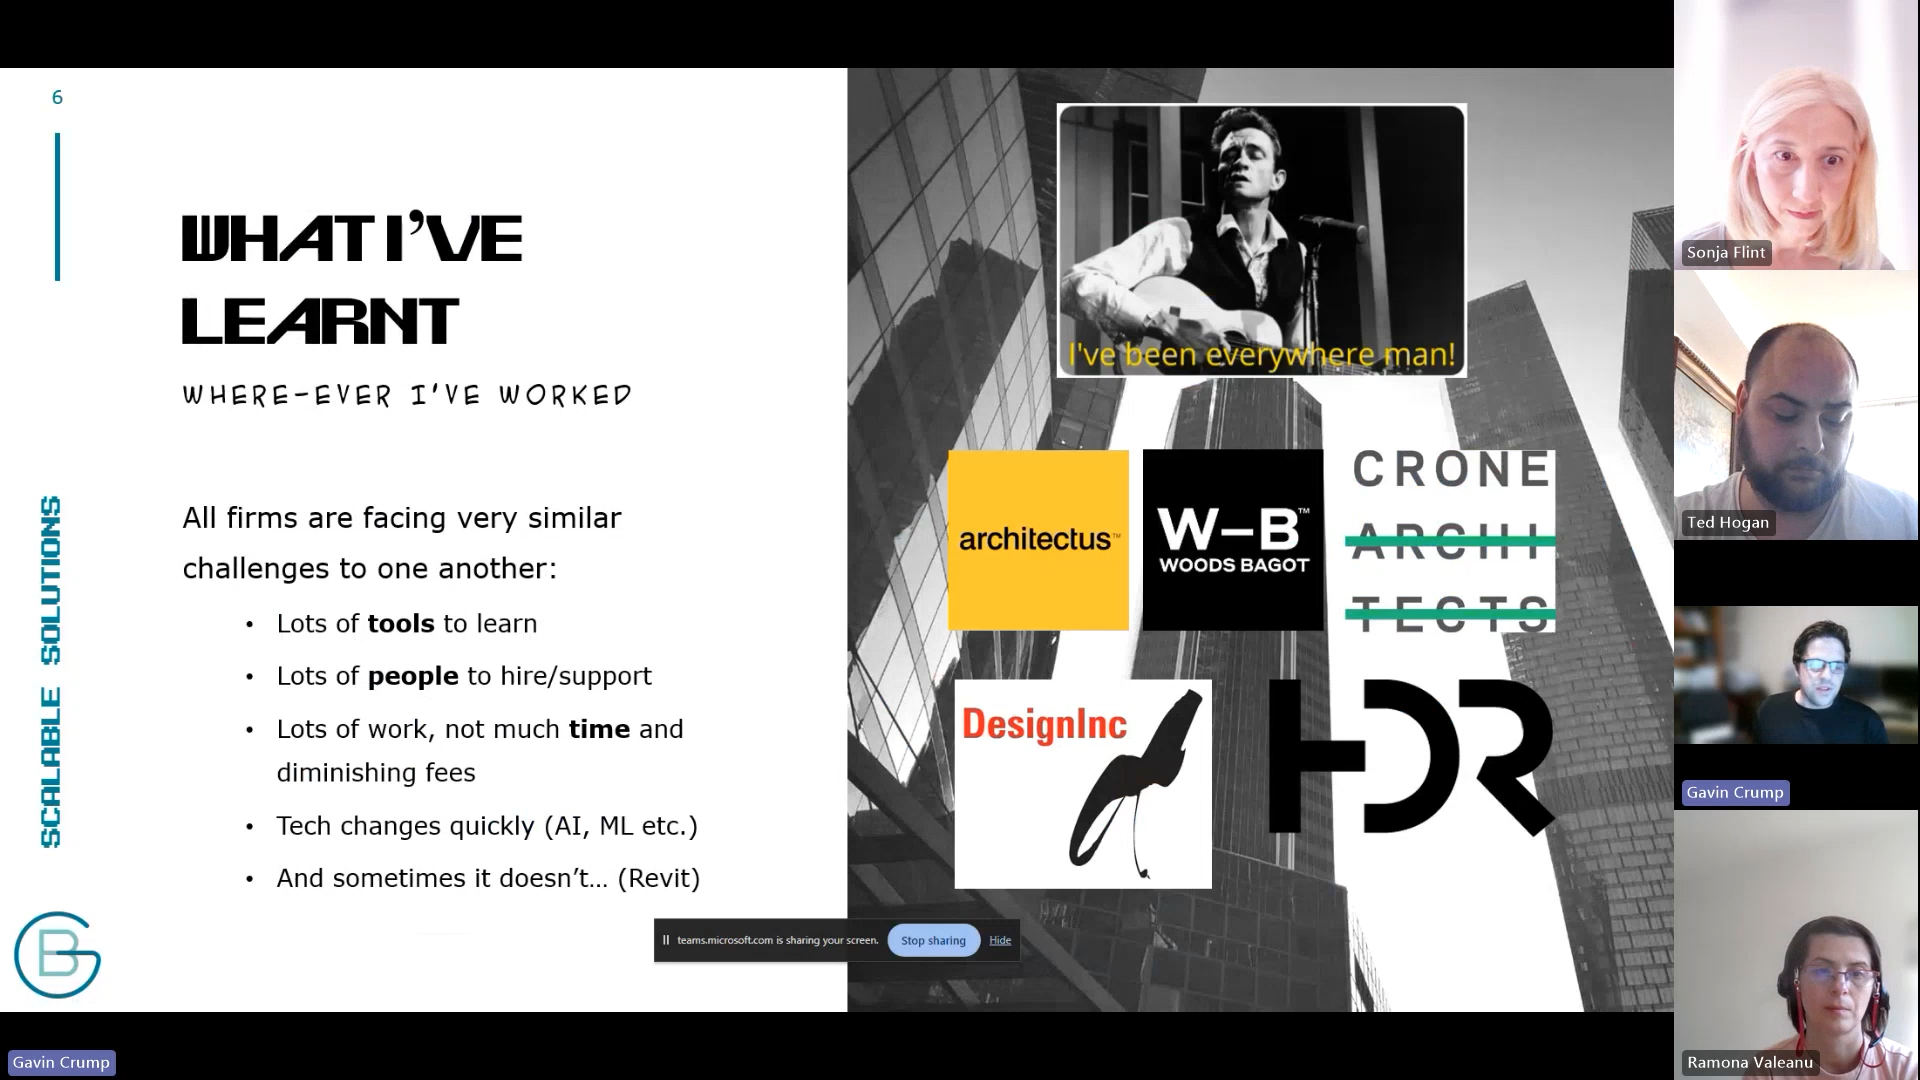 6
WHAT I'VE
LEARNT
WHERE-EVER I'VE WORKED
All firms are facing very similar
challenges to one another:
• Lots of tools to learn
• Lots of people to hire/support
• Lots of work, not much time and
diminishing fees
• Tech changes quickly (AI, ML etc.)
• And sometimes it doesn’t... (Revit)
SCALABLE SOLUTIONS
BG
I've been everywhere man!
architectus™
W–B™
WOODS BAGOT
CRONE
ARCHI
TECTS
DesignInc
HDR
teams.microsoft.com is sharing your screen. Stop sharing Hide
Gavin Crump
Sonja Flint
Ted Hogan
Gavin Crump
Ramona Valeanu